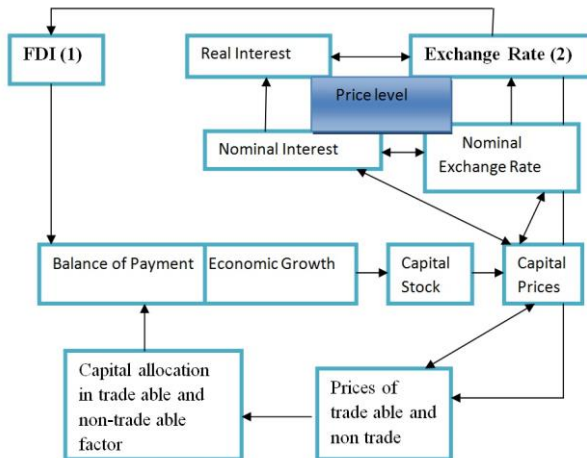 FDI (1)
Real Interest
Exchange Rate (2)
Price level
Nominal Interest
Nominal
Exchange Rate
Balance of Payment
Economic Growth
Capital
Stock
Capital
Prices
Capital allocation
in trade able and
non-trade able
factor
Prices of
trade able and
non trade